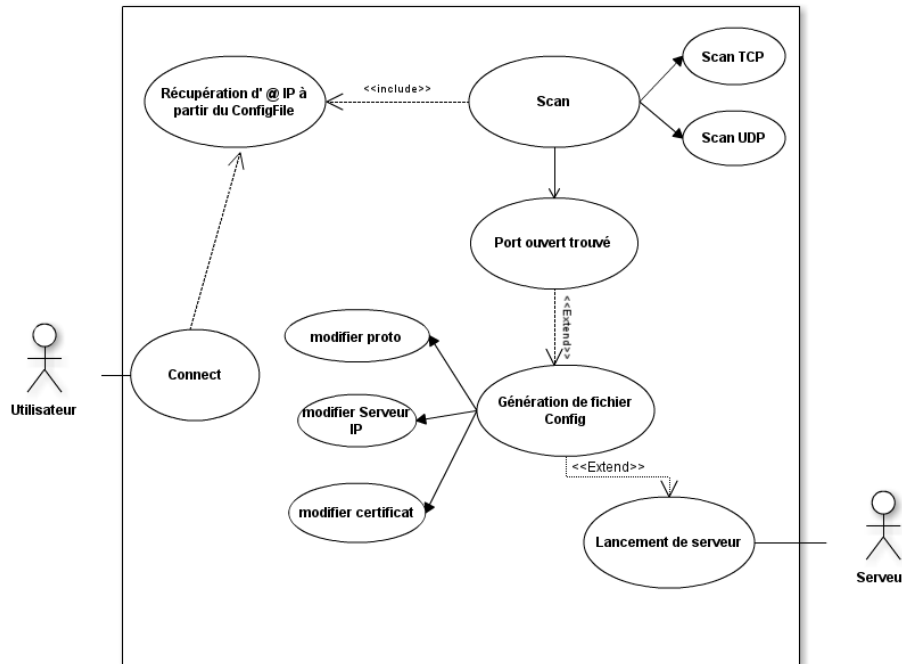 Récupération d' @ IP à
partir du ConfigFile
<<include>>
Scan
Scan TCP
Scan UDP
Port ouvert trouvé
<<Extend>>
modifier proto
Connect
Utilisateur
modifier Serveur
IP
Génération de fichier
Config
<<Extend>>
modifier certificat
Lancement de serveur
Serveu